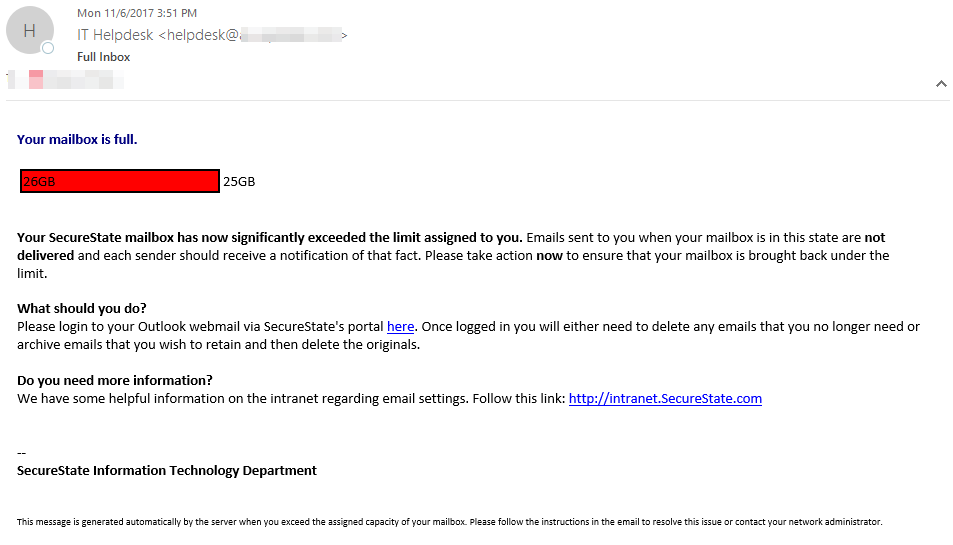 H
Mon 11/6/2017 3:51 PM
IT Helpdesk <helpdesk@ >
Full Inbox
Your mailbox is full.
26GB 25GB
Your SecureState mailbox has now significantly exceeded the limit assigned to you. Emails sent to you when your mailbox is in this state are not
delivered and each sender should receive a notification of that fact. Please take action now to ensure that your mailbox is brought back under the
limit.
What should you do?
Please login to your Outlook webmail via SecureState's portal here. Once logged in you will either need to delete any emails that you no longer need or
archive emails that you wish to retain and then delete the originals.
Do you need more information?
We have some helpful information on the intranet regarding email settings. Follow this link: http://intranet.SecureState.com
--
SecureState Information Technology Department
This message is generated automatically by the server when you exceed the assigned capacity of your mailbox. Please follow the instructions in the email to resolve this issue or contact your network administrator.